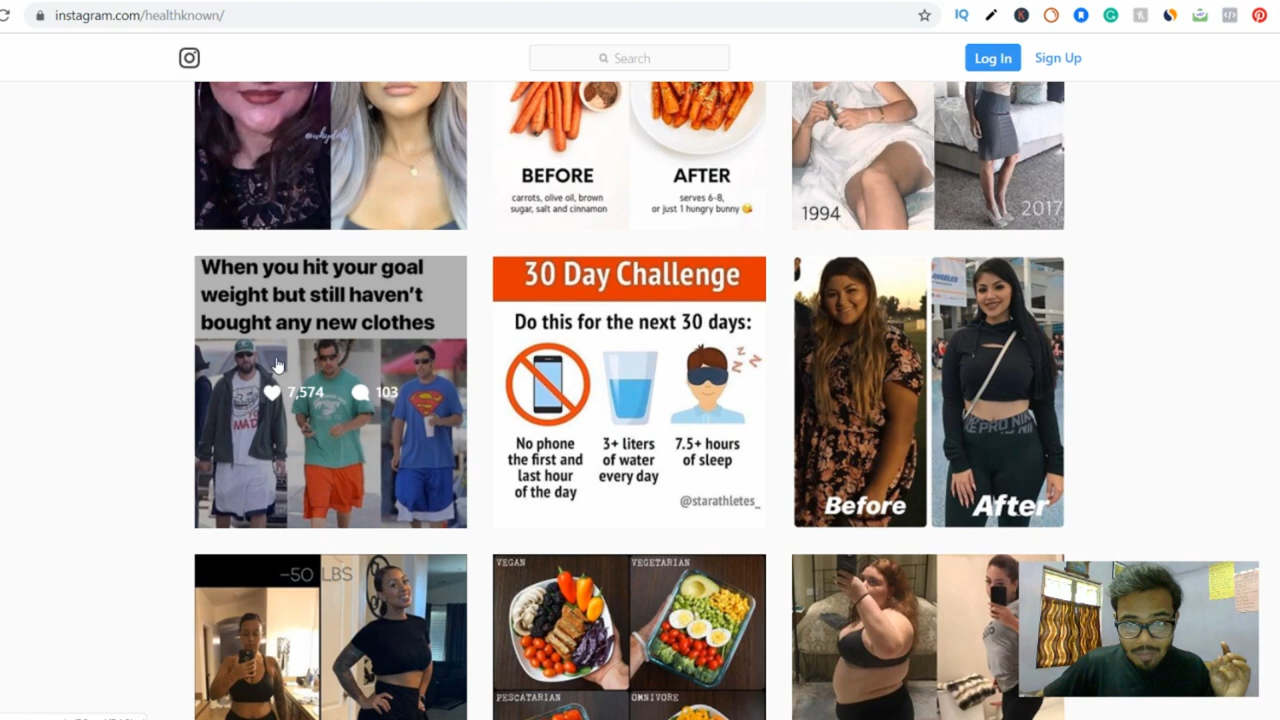 instagram.com/healthknown/
IQ
K
Search
Log In
Sign Up
@whydolly
BEFORE
AFTER
carrots, olive oil, brown
sugar, salt and cinnamon
serves 6-8,
or just 1 hungry bunny
1994
2017
When you hit your goal
weight but still haven't
bought any new clothes
7,574
103
30 Day Challenge
Do this for the next 30 days:
No phone
the first and
last hour
of the day
3+ liters
of water
every day
7.5+ hours
of sleep
@starathletes_
Before
After
-50 LBS
VEGAN
VEGETARIAN
PESCATARIAN
OMNIVORE